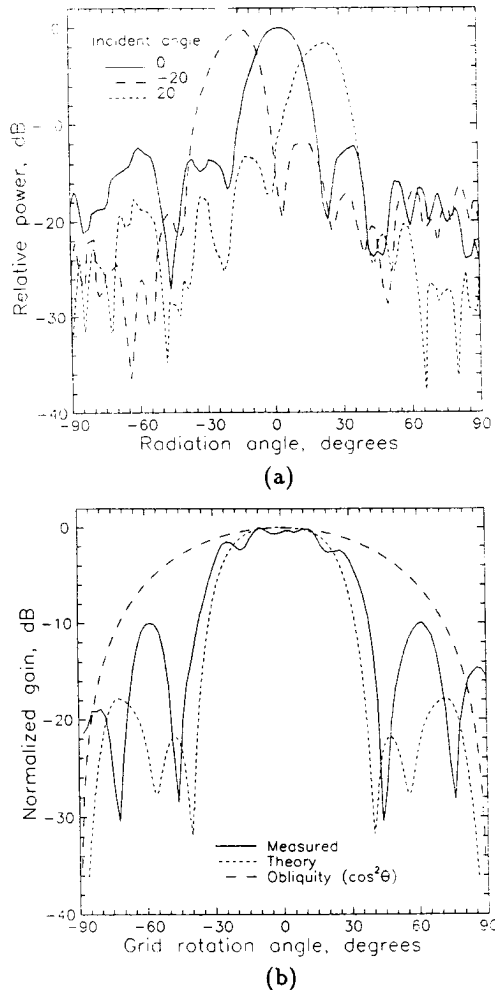 0
Incident angle
0
-20
20
-10
-20
-30
-40
Relative power, dB
-90
-60
-30
0
30
60
90
Radiation angle, degrees
(a)
0
-10
-20
-30
-40
Normalized gain, dB
Measured
Theory
Obliquity (cos²θ)
-90
-60
-30
0
30
60
90
Grid rotation angle, degrees
(b)